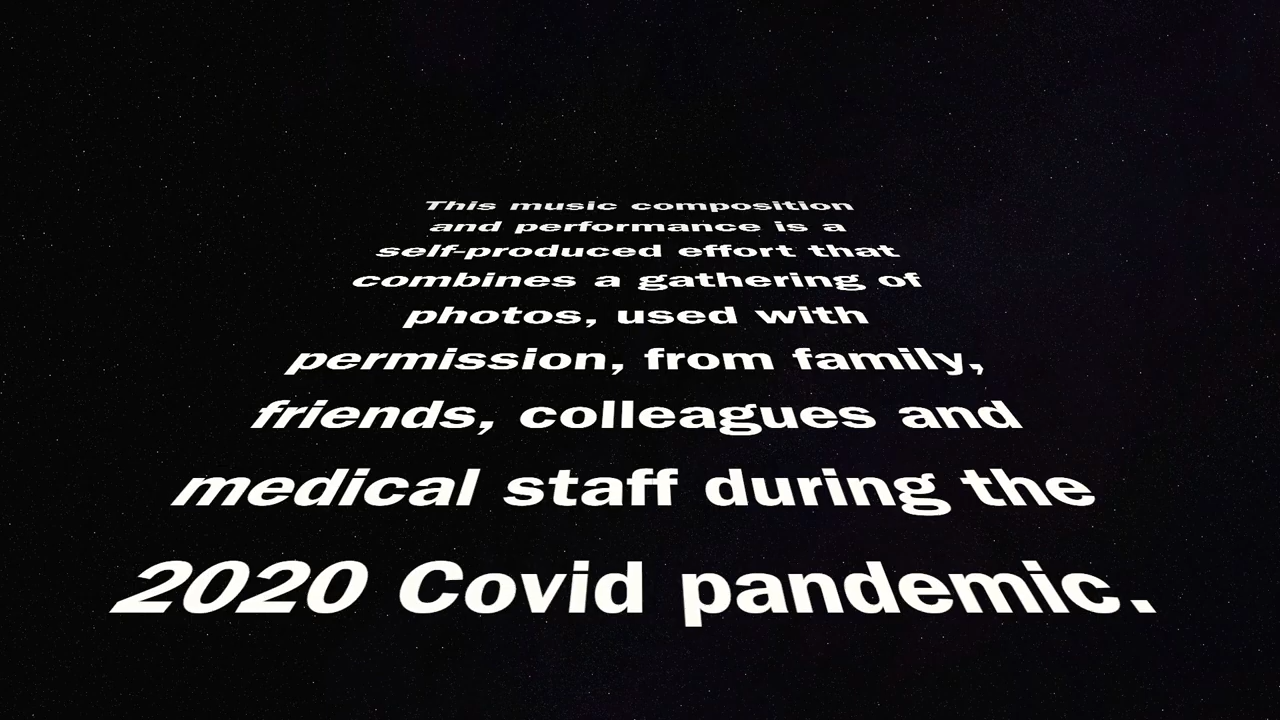 This music composition
and performance is a
self-produced effort that
combines a gathering of
photos, used with
permission, from family,
friends, colleagues and
medical staff during the
2020 Covid pandemic.